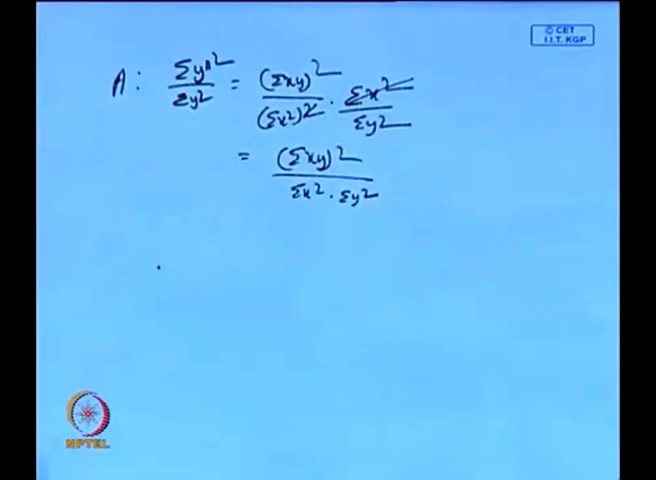 © CET
I.I.T. KGP
A : Σy^2 / Σy2 = (Σxy)2 / (Σx2)2 · Σx2 / Σy2
= (Σxy)2 / Σx2 · Σy2
NPTEL